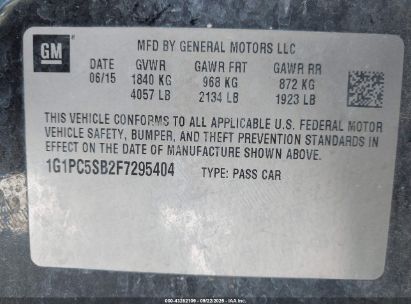 GM
MFD BY GENERAL MOTORS LLC
DATE GVWR GAWR FRT GAWR RR
06/15 1840 KG 968 KG 872 KG
4057 LB 2134 LB 1923 LB
THIS VEHICLE CONFORMS TO ALL APPLICABLE U.S. FEDERAL MOTOR
VEHICLE SAFETY, BUMPER, AND THEFT PREVENTION STANDARDS IN
EFFECT ON THE DATE OF MANUFACTURE SHOWN ABOVE.
1G1PC5SB2F7295404 TYPE: PASS CAR